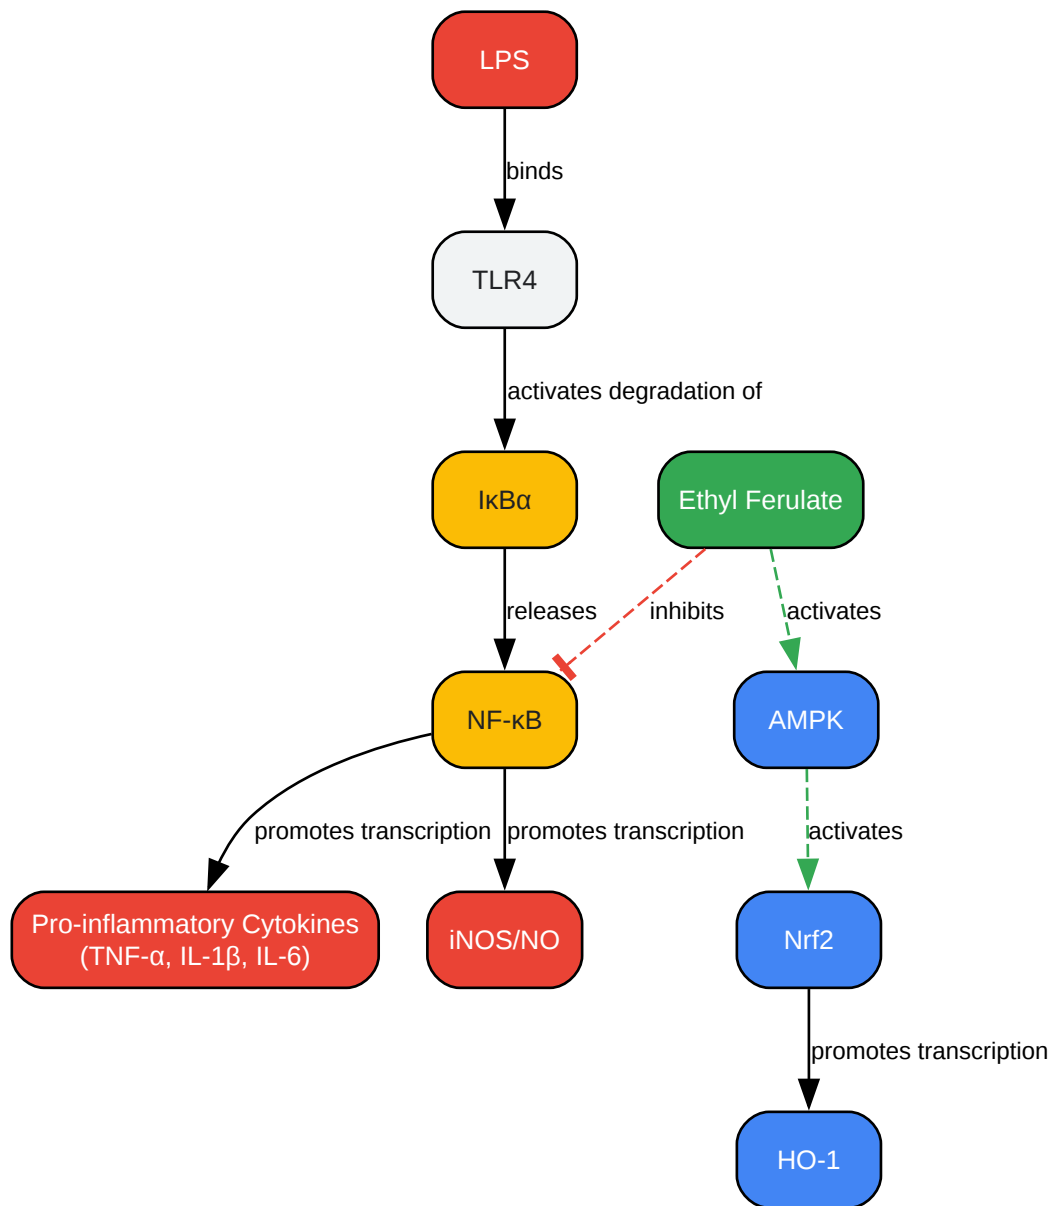 LPS
binds
TLR4
activates degradation of
IκBα
Ethyl Ferulate
releases
inhibits
activates
NF-κB
AMPK
promotes transcription
promotes transcription
activates
Pro-inflammatory Cytokines
(TNF-α, IL-1β, IL-6)
iNOS/NO
Nrf2
promotes transcription
HO-1